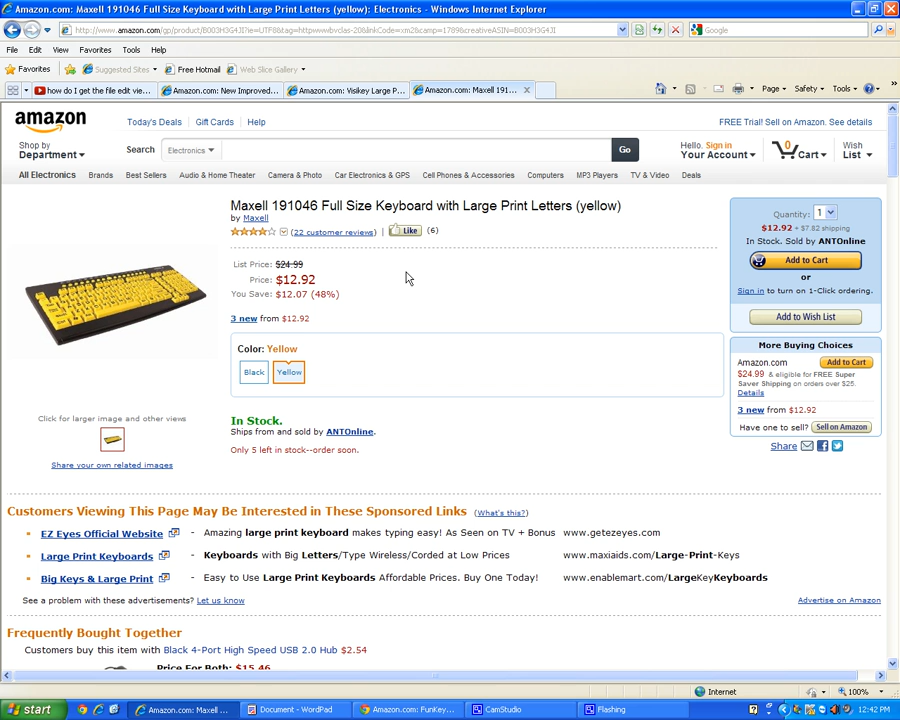 Amazon.com: Maxell 191046 Full Size Keyboard with Large Print Letters (yellow): Electronics - Windows Internet Explorer
Google
File Edit View Favorites Tools Help
Favorites Suggested Sites Free Hotmail Web Slice Gallery
how do I get the file edit vie... Amazon.com: New Improved... Amazon.com: Visikey Large P... Amazon.com: Maxell 191... Page Safety Tools
amazon Today's Deals Gift Cards Help FREE Trial! Sell on Amazon. See details
Shop by
Department
Search Electronics Go
Hello. Sign in
Your Account
0
Cart
Wish
List
All Electronics Brands Best Sellers Audio & Home Theater Camera & Photo Car Electronics & GPS Cell Phones & Accessories Computers MP3 Players TV & Video Deals
Maxell 191046 Full Size Keyboard with Large Print Letters (yellow)
by Maxell
(22 customer reviews) | Like (6)
List Price: $24.99
Price: $12.92
You Save: $12.07 (48%)
3 new from $12.92
Color: Yellow
Black Yellow
Click for larger image and other views
Share your own related images
In Stock.
Ships from and sold by ANTOnline.
Only 5 left in stock--order soon.
Quantity: 1
$12.92 + $7.82 shipping
In Stock. Sold by ANTOnline
Add to Cart
or
Sign in to turn on 1-Click ordering.
Add to Wish List
More Buying Choices
Amazon.com Add to Cart
$24.99 & eligible for FREE Super
Saver Shipping on orders over $25.
Details
3 new from $12.92
Have one to sell? Sell on Amazon
Share
Customers Viewing This Page May Be Interested in These Sponsored Links (What's this?)
EZ Eyes Official Website - Amazing large print keyboard makes typing easy! As Seen on TV + Bonus www.getezeyes.com
Large Print Keyboards - Keyboards with Big Letters/Type Wireless/Corded at Low Prices www.maxiaids.com/Large-Print-Keys
Big Keys & Large Print - Easy to Use Large Print Keyboards Affordable Prices. Buy One Today! www.enablemart.com/LargeKeyKeyboards
See a problem with these advertisements? Let us know Advertise on Amazon
Frequently Bought Together
Customers buy this item with Black 4-Port High Speed USB 2.0 Hub $2.54
Price For Both: $15.46
Internet 100%
start Amazon.com: Maxell ... Document - WordPad Amazon.com: FunKey... CamStudio Flashing 12:42 PM